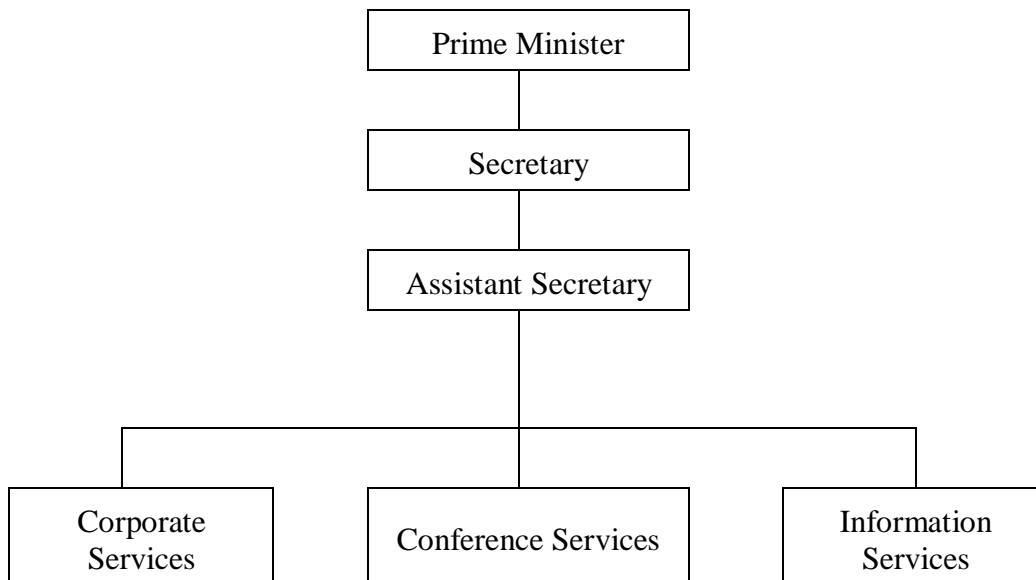 Prime Minister
Secretary
Assistant Secretary
Corporate
Services
Conference Services
Information
Services